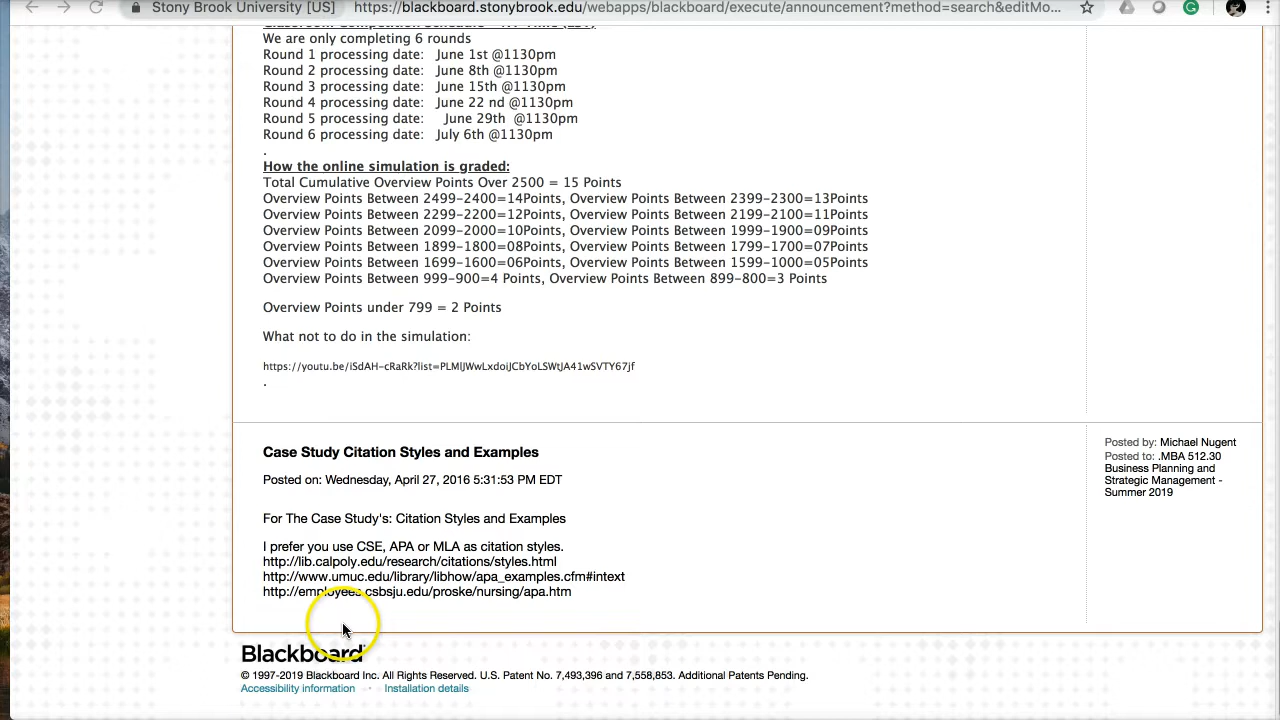 Stony Brook University [US] https://blackboard.stonybrook.edu/webapps/blackboard/execute/announcement?method=search&editMo...
We are only completing 6 rounds
Round 1 processing date: June 1st @1130pm
Round 2 processing date: June 8th @1130pm
Round 3 processing date: June 15th @1130pm
Round 4 processing date: June 22 nd @1130pm
Round 5 processing date: June 29th @1130pm
Round 6 processing date: July 6th @1130pm
.
How the online simulation is graded:
Total Cumulative Overview Points Over 2500 = 15 Points
Overview Points Between 2499-2400=14Points, Overview Points Between 2399-2300=13Points
Overview Points Between 2299-2200=12Points, Overview Points Between 2199-2100=11Points
Overview Points Between 2099-2000=10Points, Overview Points Between 1999-1900=09Points
Overview Points Between 1899-1800=08Points, Overview Points Between 1799-1700=07Points
Overview Points Between 1699-1600=06Points, Overview Points Between 1599-1000=05Points
Overview Points Between 999-900=4 Points, Overview Points Between 899-800=3 Points
Overview Points under 799 = 2 Points
What not to do in the simulation:
https://youtu.be/iSdAH-cRaRk?list=PLMlJWwLxdoiJCbYoLSWtJA41wSVTY67jf
.
Case Study Citation Styles and Examples
Posted on: Wednesday, April 27, 2016 5:31:53 PM EDT
For The Case Study's: Citation Styles and Examples
I prefer you use CSE, APA or MLA as citation styles.
http://lib.calpoly.edu/research/citations/styles.html
http://www.umuc.edu/library/libhow/apa_examples.cfm#intext
http://employees.csbsju.edu/proske/nursing/apa.htm
Posted by: Michael Nugent
Posted to: .MBA 512.30
Business Planning and
Strategic Management -
Summer 2019
Blackboard
© 1997-2019 Blackboard Inc. All Rights Reserved. U.S. Patent No. 7,493,396 and 7,558,853. Additional Patents Pending.
Accessibility information · Installation details